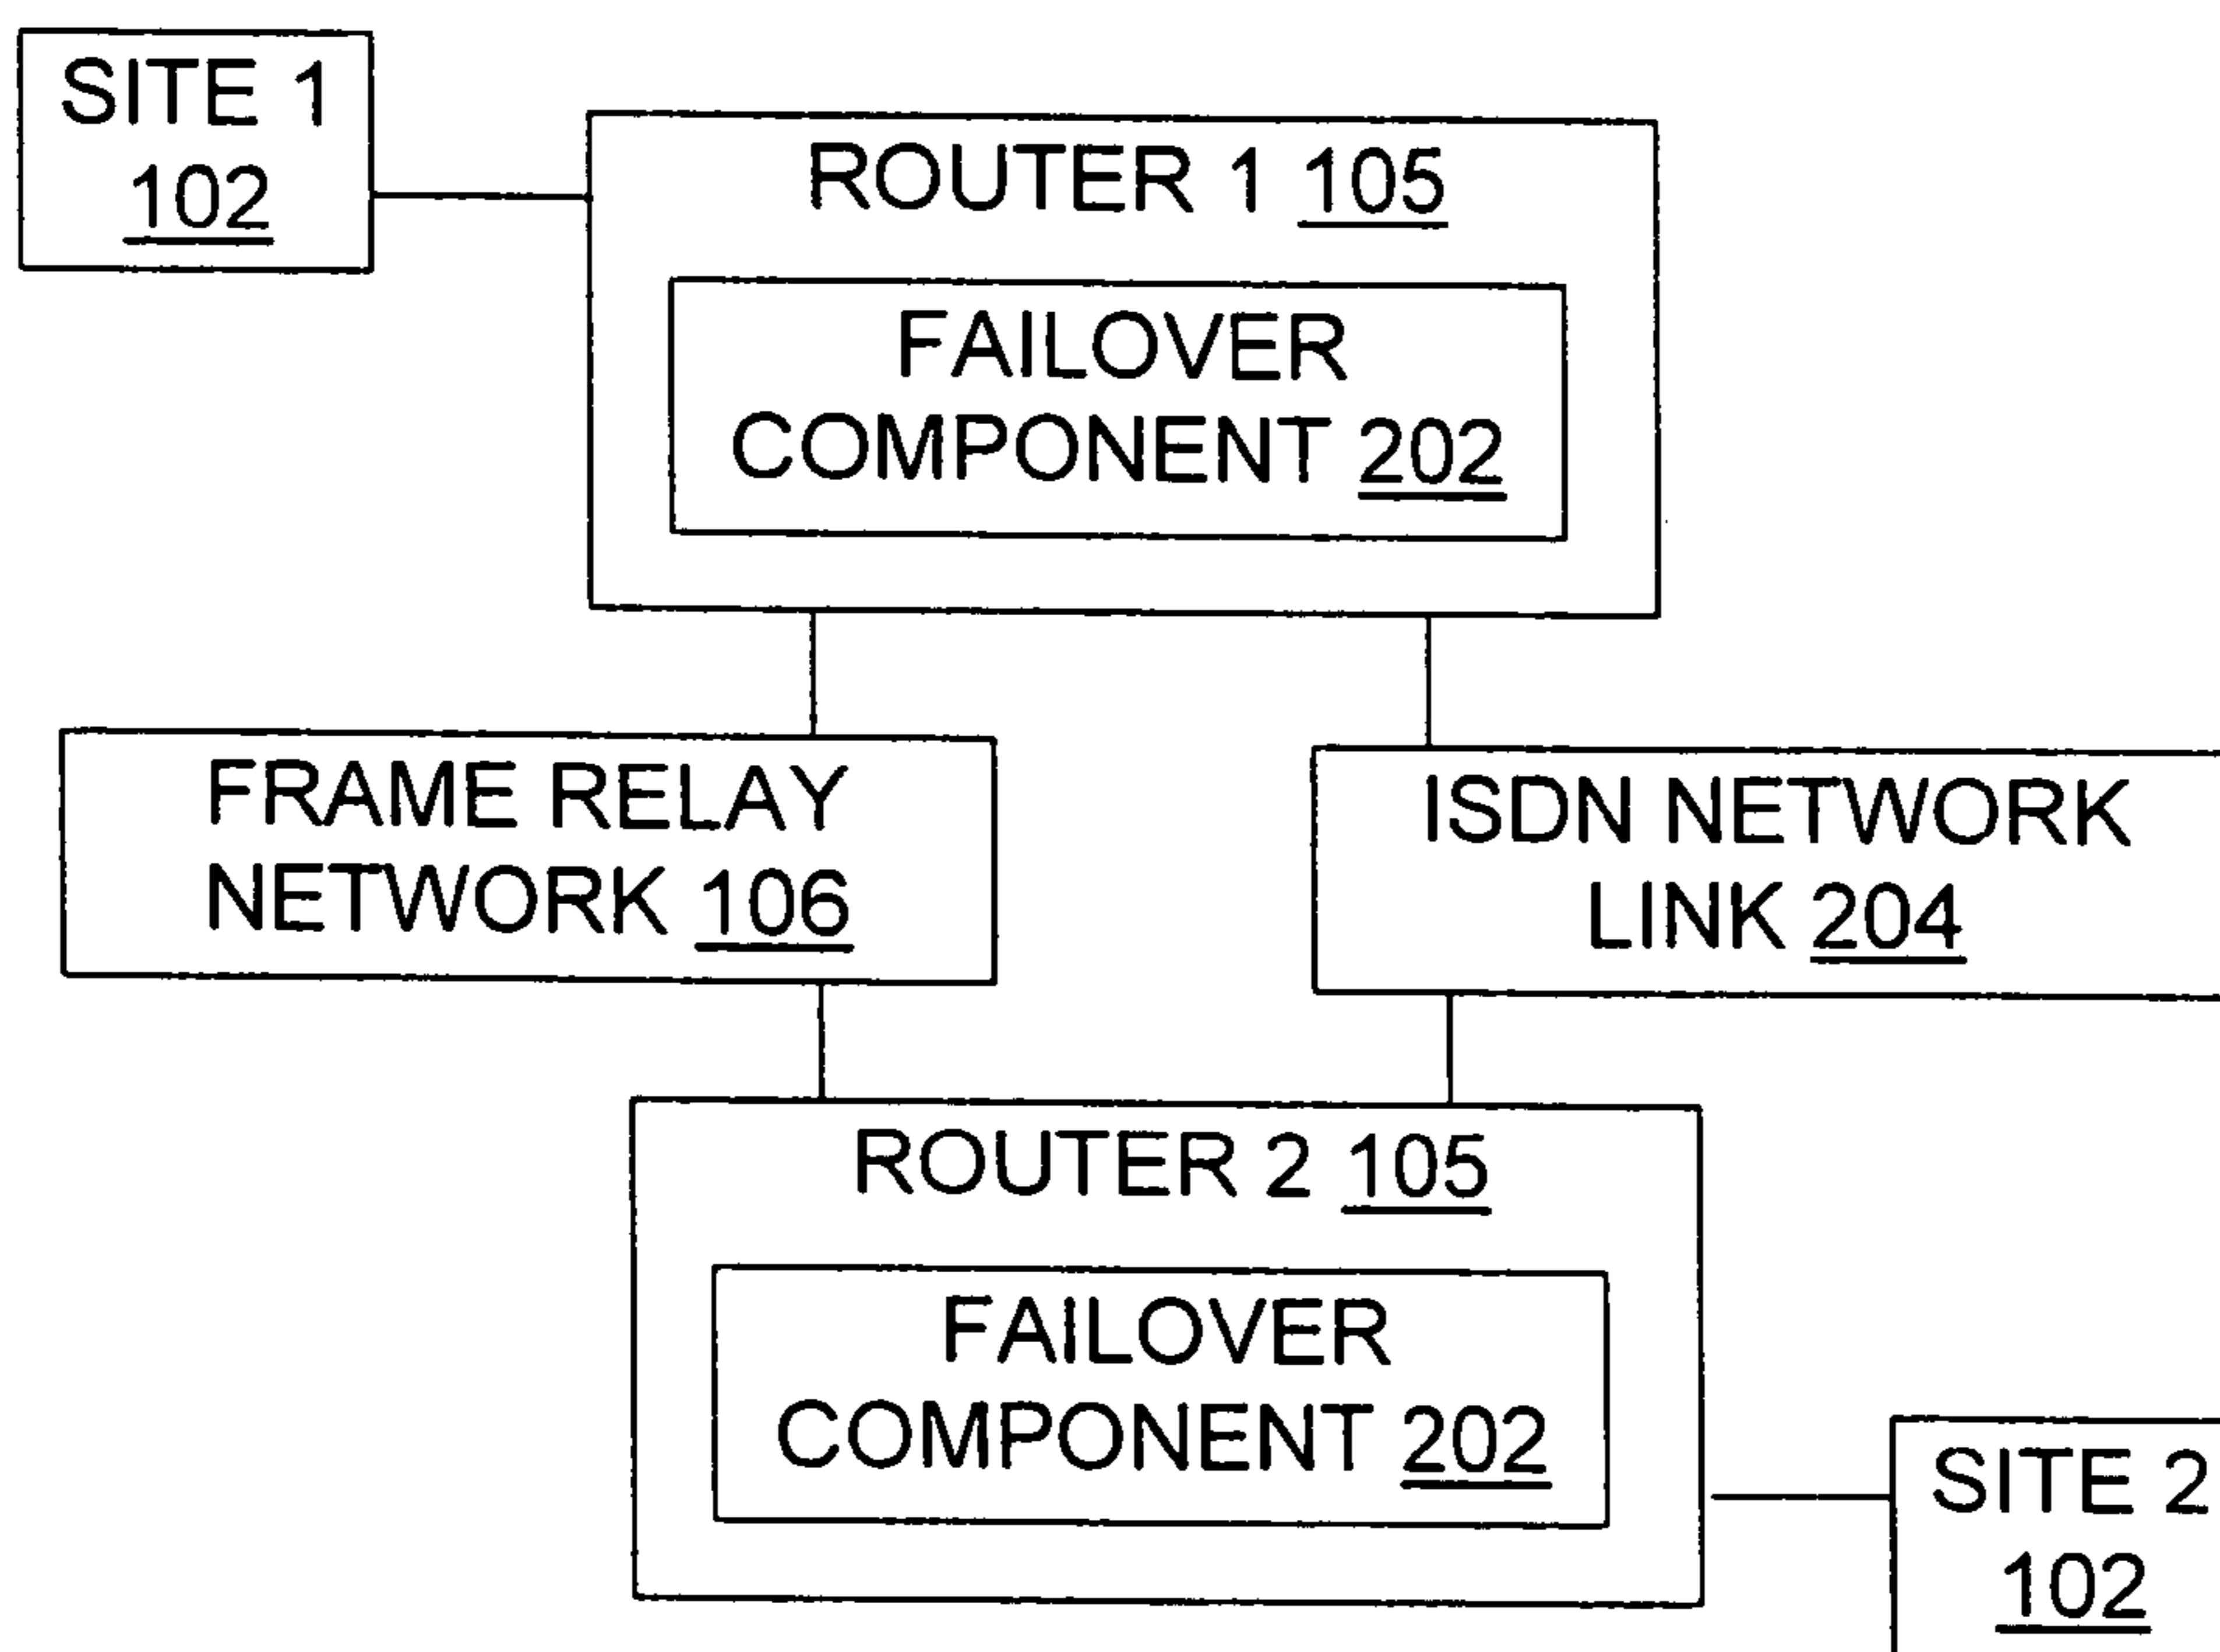 SITE 1
102
ROUTER 1 105
FAILOVER
COMPONENT 202
FRAME RELAY
NETWORK 106
ISDN NETWORK
LINK 204
ROUTER 2 105
FAILOVER
COMPONENT 202
SITE 2
102